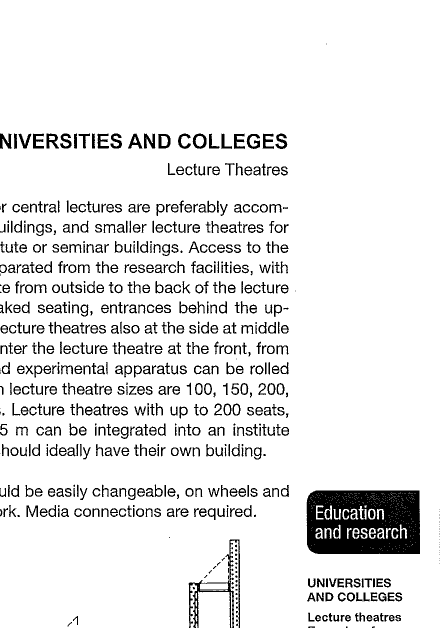 NIVERSITIES AND COLLEGES
Lecture Theatres
r central lectures are preferably accom-
uildings, and smaller lecture theatres for
tute or seminar buildings. Access to the
parated from the research facilities, with
te from outside to the back of the lecture
aked seating, entrances behind the up-
ecture theatres also at the side at middle
nter the lecture theatre at the front, from
d experimental apparatus can be rolled
n lecture theatre sizes are 100, 150, 200,
s. Lecture theatres with up to 200 seats,
5 m can be integrated into an institute
hould ideally have their own building.
uld be easily changeable, on wheels and
ork. Media connections are required.
Education
and research
UNIVERSITIES
AND COLLEGES
Lecture theatres